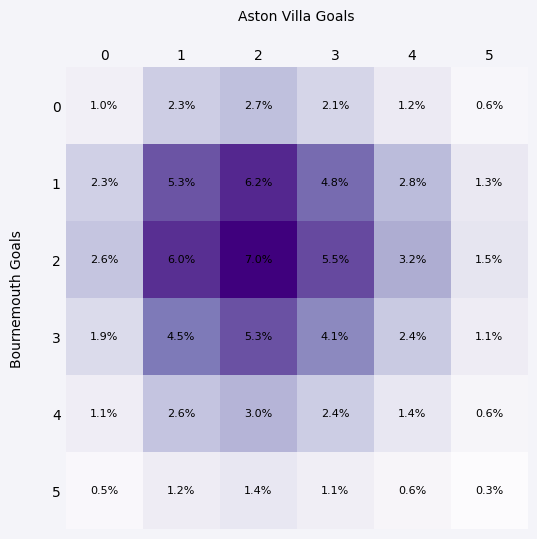 Aston Villa Goals
0 1 2 3 4 5
0 1.0% 2.3% 2.7% 2.1% 1.2% 0.6%
1 2.3% 5.3% 6.2% 4.8% 2.8% 1.3%
2 2.6% 6.0% 7.0% 5.5% 3.2% 1.5%
3 1.9% 4.5% 5.3% 4.1% 2.4% 1.1%
4 1.1% 2.6% 3.0% 2.4% 1.4% 0.6%
5 0.5% 1.2% 1.4% 1.1% 0.6% 0.3%
Bournemouth Goals